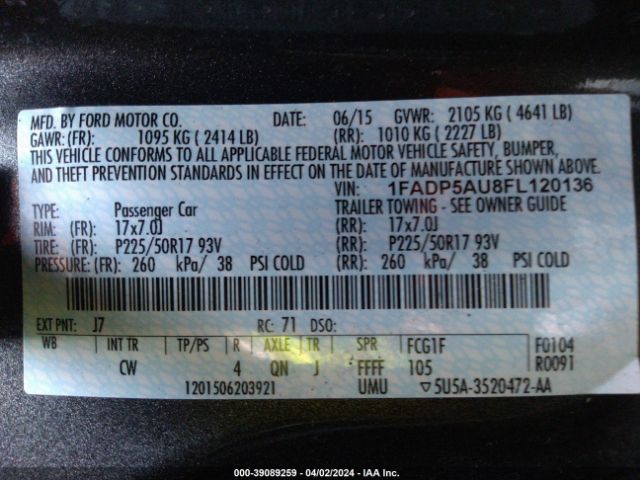 MFD. BY FORD MOTOR CO. DATE: 06/15 GVWR: 2105 KG ( 4641 LB)
GAWR: (FR): 1095 KG ( 2414 LB) (RR): 1010 KG ( 2227 LB)
THIS VEHICLE CONFORMS TO ALL APPLICABLE FEDERAL MOTOR VEHICLE SAFETY, BUMPER,
AND THEFT PREVENTION STANDARDS IN EFFECT ON THE DATE OF MANUFACTURE SHOWN ABOVE.
VIN: 1FADP5AU8FL120136
TYPE: Passenger Car TRAILER TOWING - SEE OWNER GUIDE
RIM: (FR): 17x7.0J (RR): 17x7.0J
TIRE: (FR): P225/50R17 93V (RR): P225/50R17 93V
PRESSURE: (FR): 260 kPa/ 38 PSI COLD (RR): 260 kPa/ 38 PSI COLD
EXT PNT: J7 RC: 71 DSO:
WB INT TR TP/PS R AXLE TR SPR FCG1F F0104
CW 4 QN J FFFF 105 R0091
1201506203921 UMU ▽ 5U5A-3520472-AA
000-39089259 - 04/02/2024 - IAA Inc.